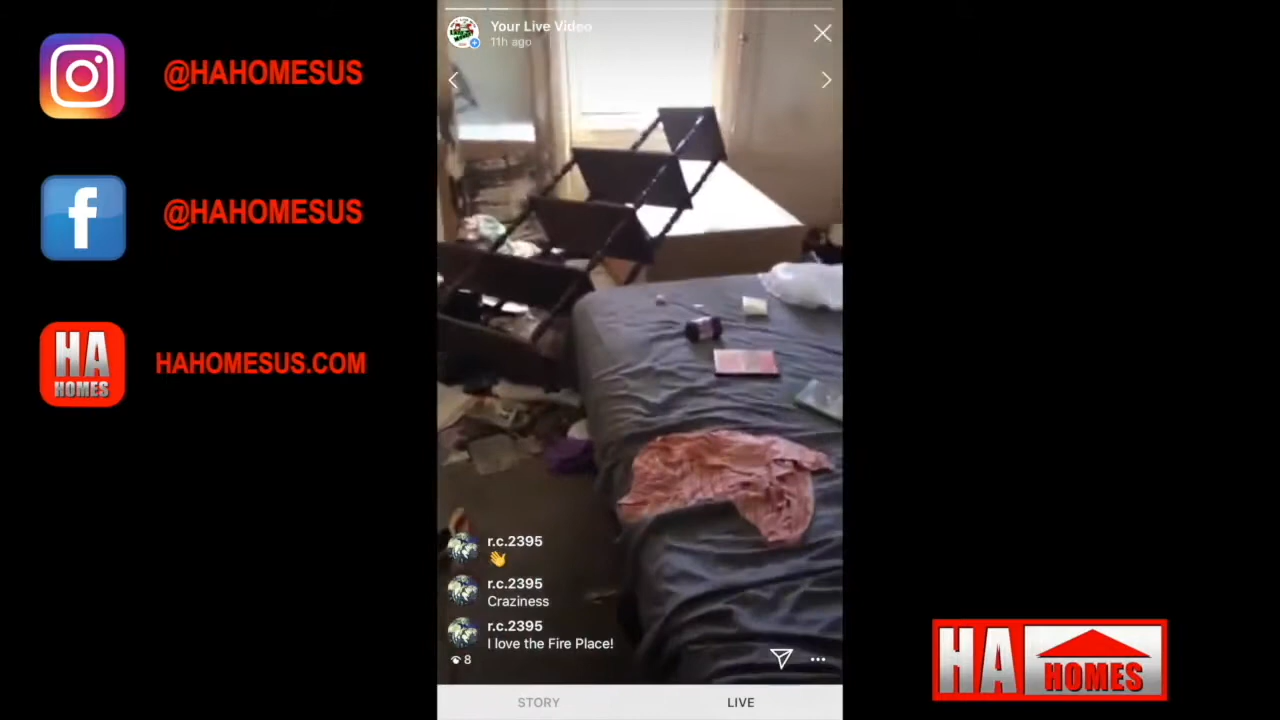 @HAHOMESUS
@HAHOMESUS
HA
HOMES
HAHOMESUS.COM
Your Live Video
11h ago
r.c.2395
👋
r.c.2395
Craziness
r.c.2395
I love the Fire Place!
8
STORY
LIVE
HA
HOMES